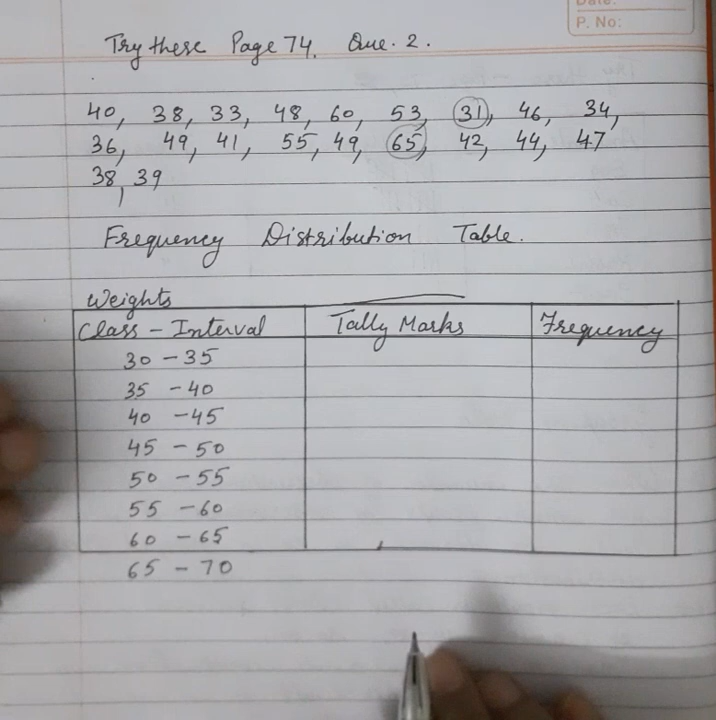 Date:
P. No:
Try these Page 74. Que. 2.
40, 38, 33, 48, 60, 53, 31, 46, 34,
36, 49, 41, 55, 49, 65, 42, 44, 47
38, 39
Frequency Distribution Table.
Weights
Class - Interval Tally Marks Frequency
30 - 35
35 - 40
40 - 45
45 - 50
50 - 55
55 - 60
60 - 65
65 - 70